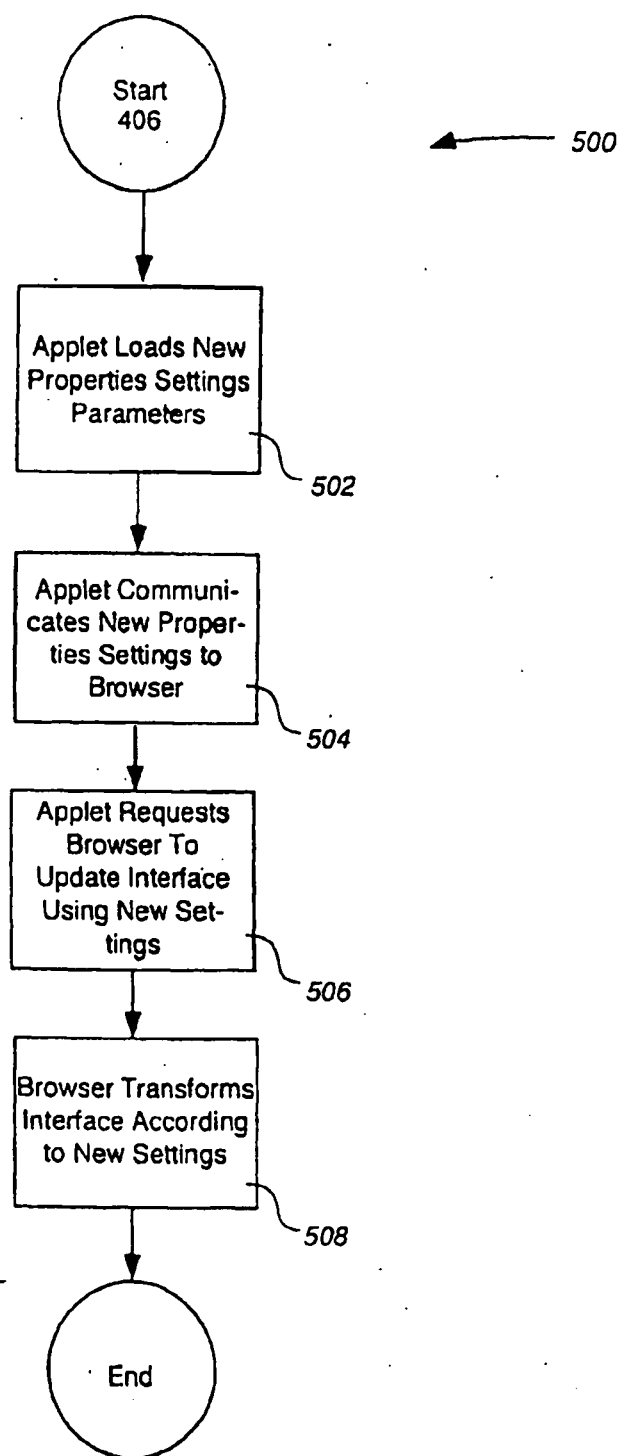 Start
406
500
Applet Loads New
Properties Settings
Parameters
502
Applet Communi-
cates New Proper-
ties Settings to
Browser
504
Applet Requests
Browser To
Update Interface
Using New Set-
tings
506
Browser Transforms
Interface According
to New Settings
508
End